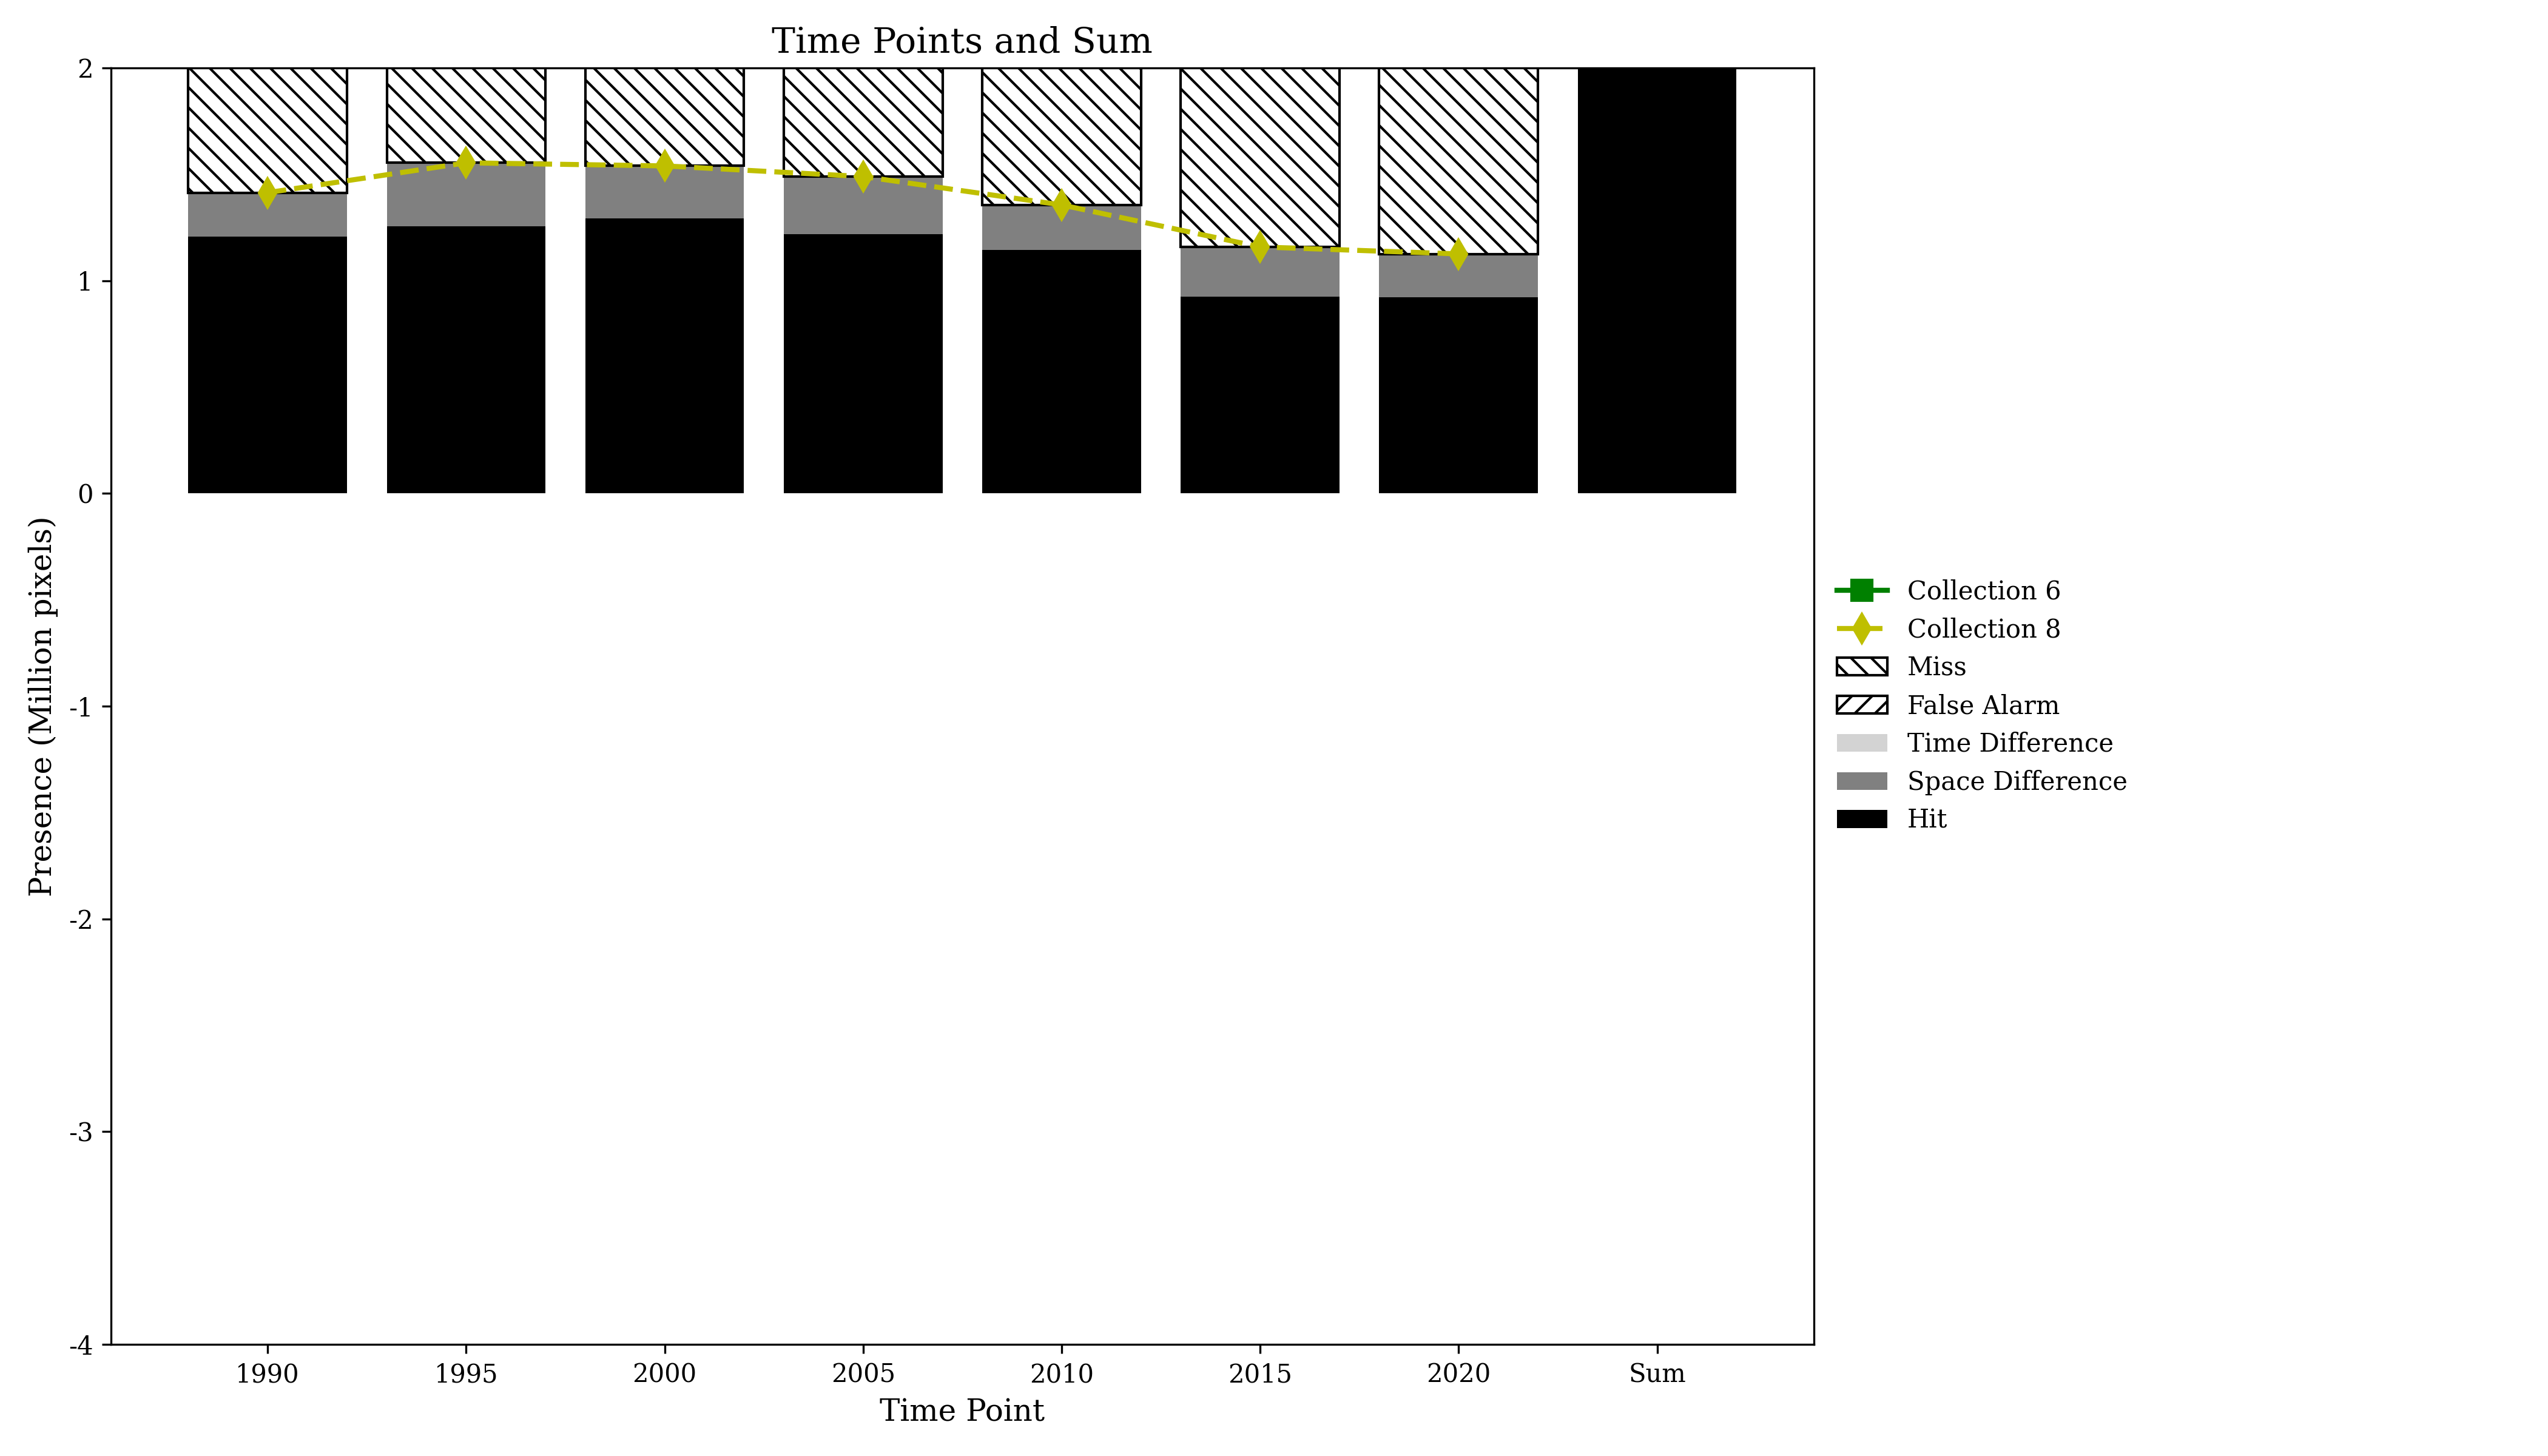 Time Points and Sum
Presence (Million pixels)
2
1
0
-1
-2
-3
-4
1990 1995 2000 2005 2010 2015 2020 Sum
Time Point
Collection 6
Collection 8
Miss
False Alarm
Time Difference
Space Difference
Hit